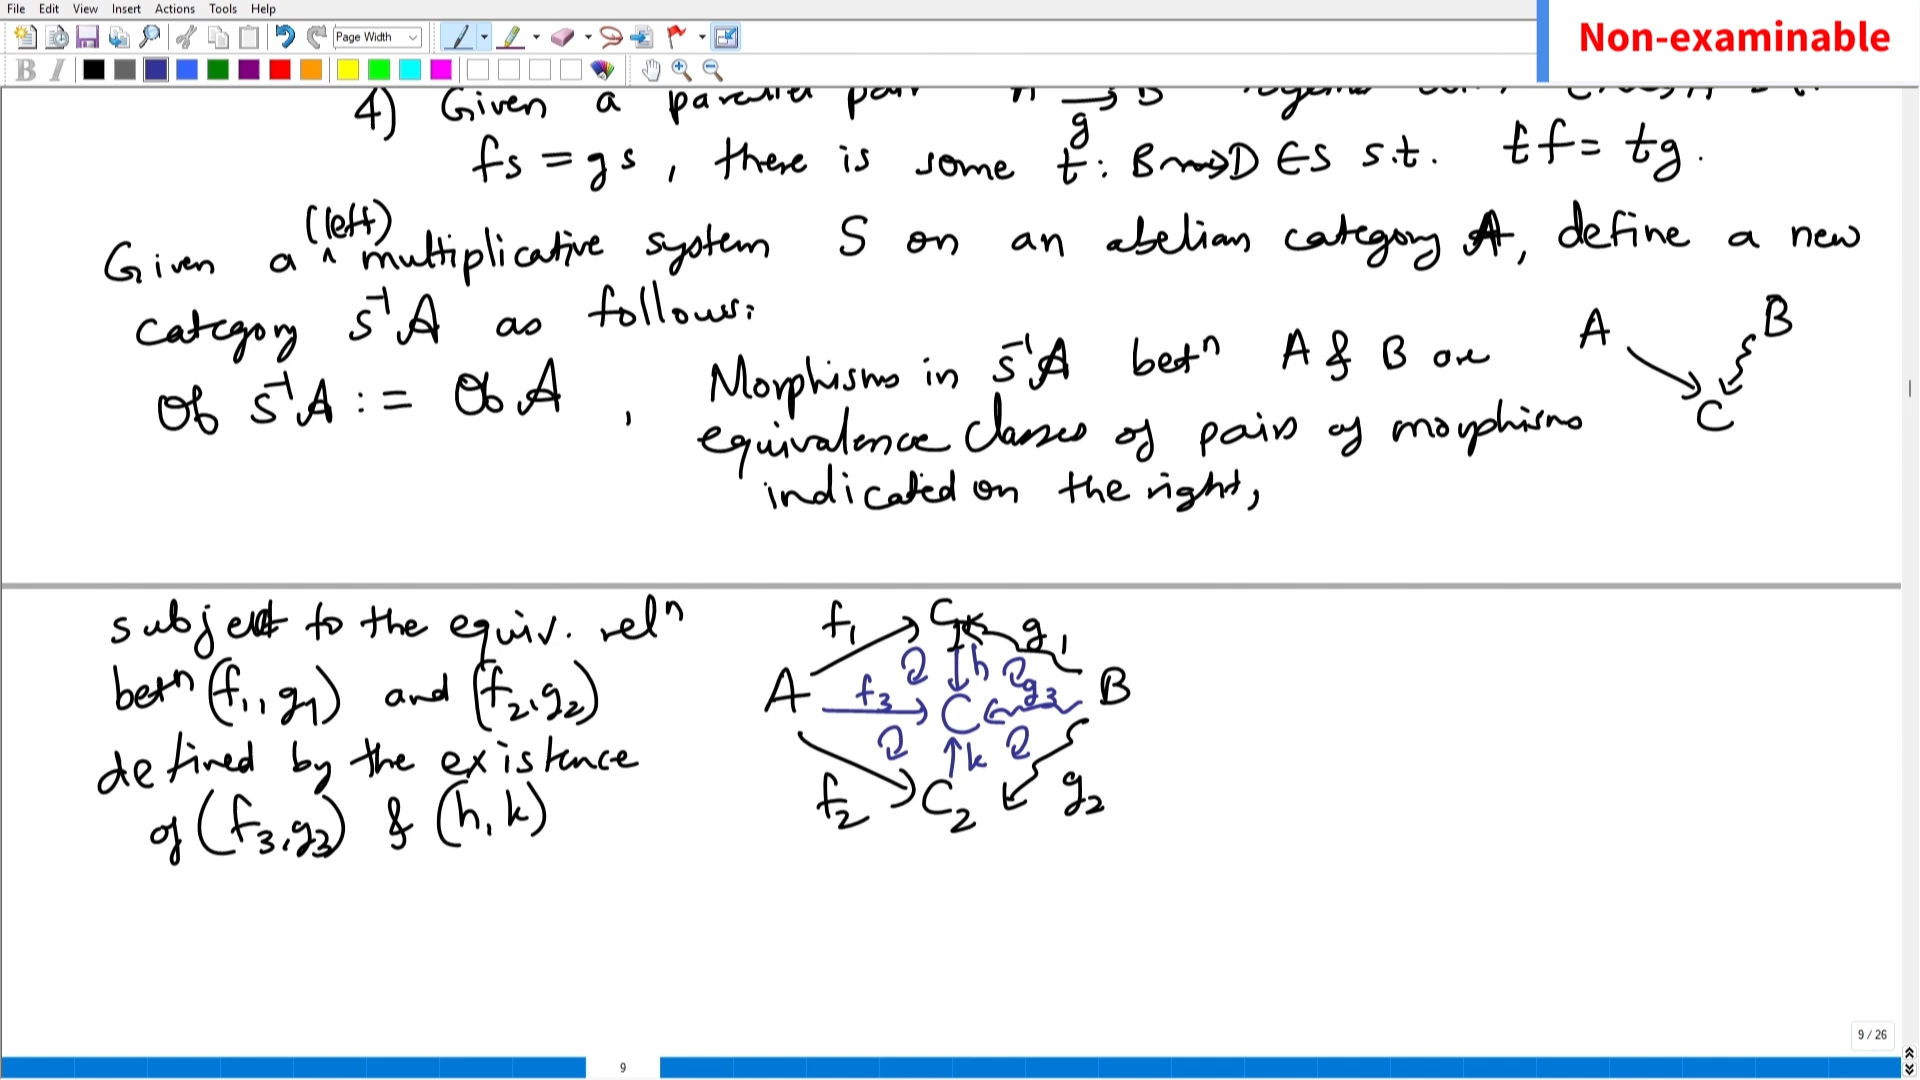 File Edit View Insert Actions Tools Help
Non-examinable
Page Width
B I
4) Given a parallel pair g B
fs = gs, there is some t: B ⇝ D ∈ S s.t. tf = tg.
(left)
Given a ^ multiplicative system S on an abelian category A, define a new
category S⁻¹A as follows:
Ob S⁻¹A := Ob A, Morphisms in S⁻¹A betⁿ A & B are
equivalence classes of pairs of morphisms
indicated on the right,
A B
C
subject to the equiv. relⁿ
betⁿ (f₁, g₁) and (f₂, g₂)
defined by the existence
of (f₃, g₃) & (h, k)
f₁ C₁ g₁
h
A f₃ C g₃ B
k
f₂ C₂ g₂
9 / 26
9